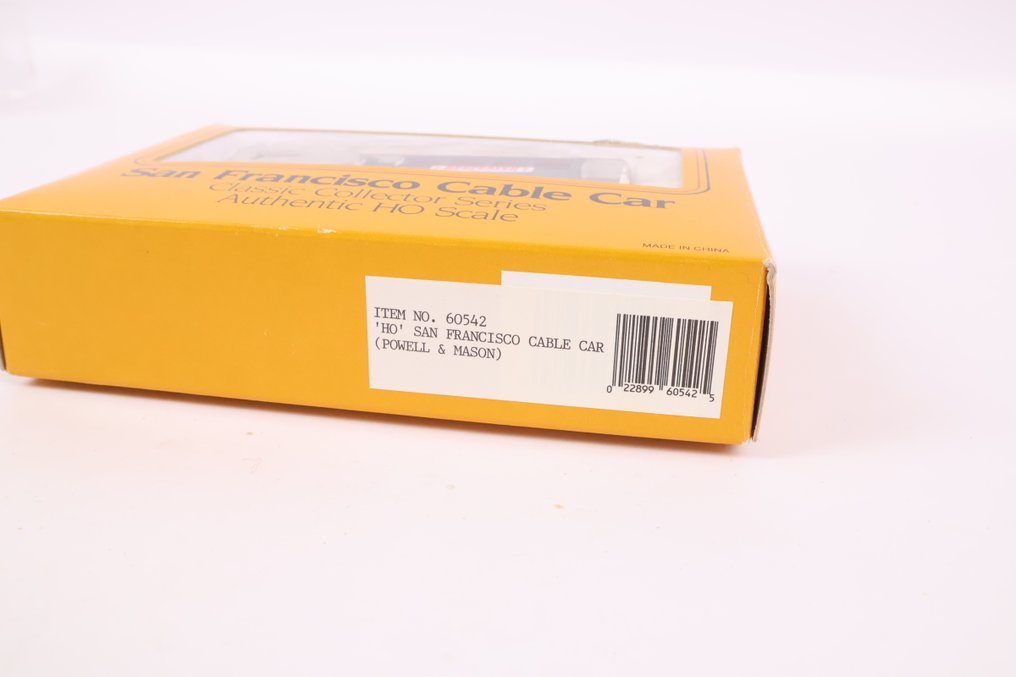 San Francisco Cable Car
Classic Collector Series
Authentic HO Scale
MADE IN CHINA
ITEM NO. 60542
'HO' SAN FRANCISCO CABLE CAR
(POWELL & MASON)
0 22899 60542 5